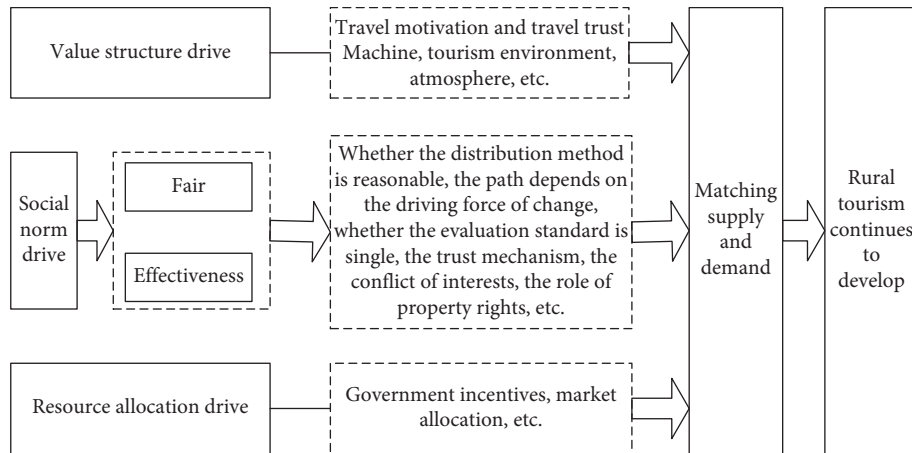 Value structure drive
Travel motivation and travel trust
Machine, tourism environment,
atmosphere, etc.
Social
norm
drive
Fair
Effectiveness
Whether the distribution method
is reasonable, the path depends on
the driving force of change,
whether the evaluation standard is
single, the trust mechanism, the
conflict of interests, the role of
property rights, etc.
Resource allocation drive
Government incentives, market
allocation, etc.
Matching
supply
and
demand
Rural
tourism
continues
to
develop